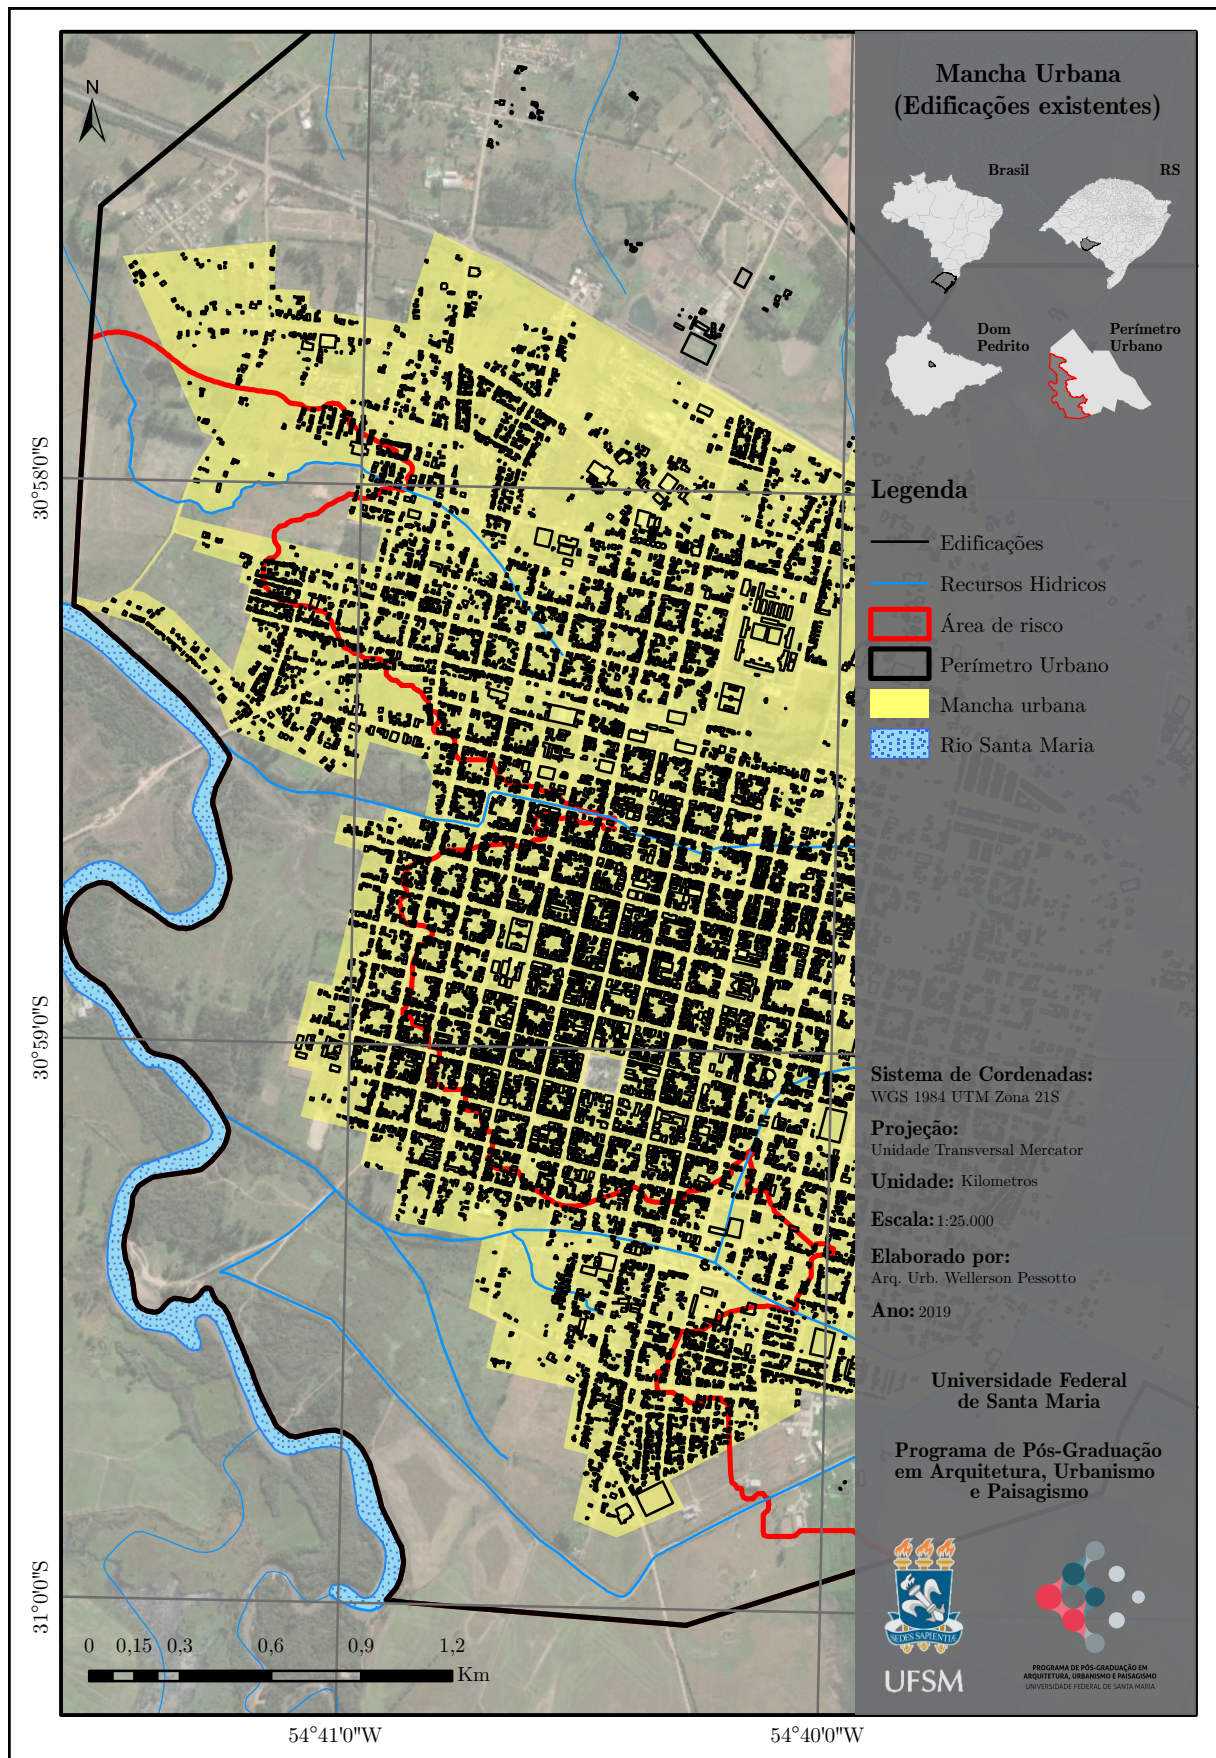 Mancha Urbana
(Edificações existentes)
N
Brasil
RS
Dom
Pedrito
Perímetro
Urbano
Legenda
Edificações
Recursos Hidricos
Área de risco
Perímetro Urbano
Mancha urbana
Rio Santa Maria
30°58'0"S
30°59'0"S
31°0'0"S
Sistema de Cordenadas:
WGS 1984 UTM Zona 21S
Projeção:
Unidade Transversal Mercator
Unidade: Kilometros
Escala: 1:25.000
Elaborado por:
Arq. Urb. Wellerson Pessotto
Ano: 2019
Universidade Federal
de Santa Maria
Programa de Pós-Graduação
em Arquitetura, Urbanismo
e Paisagismo
SEDES SAPIENTIÆ
UFSM
PROGRAMA DE PÓS-GRADUAÇÃO EM
ARQUITETURA, URBANISMO E PAISAGISMO
UNIVERSIDADE FEDERAL DE SANTA MARIA
0 0,15 0,3 0,6 0,9 1,2
Km
54°41'0"W 54°40'0"W